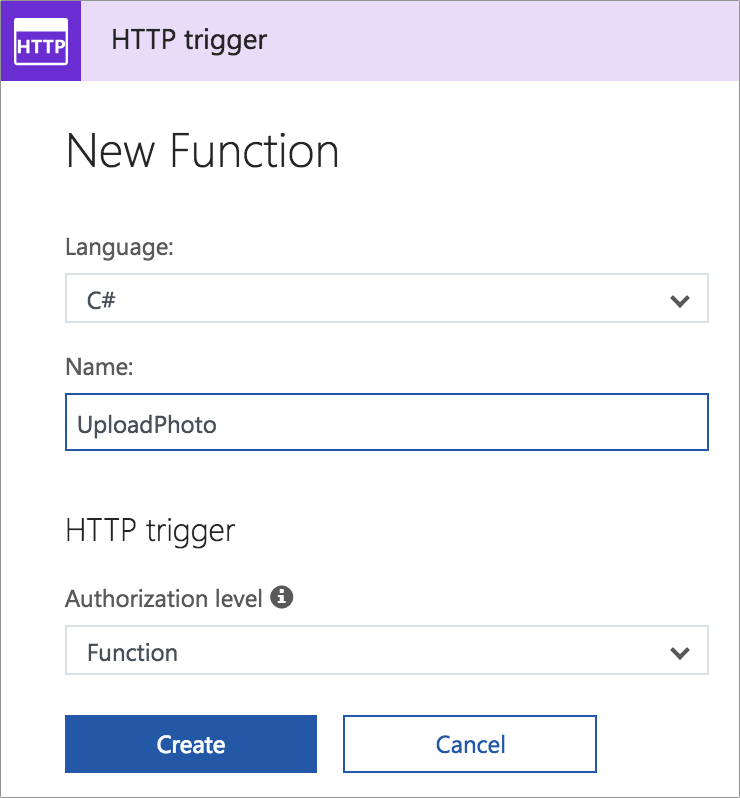 HTTP
HTTP trigger
New Function
Language:
C#
Name:
UploadPhoto
HTTP trigger
Authorization level
Function
Create
Cancel